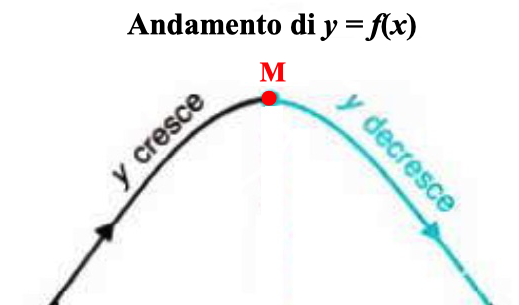 Andamento di y = f(x)
M
y cresce
y decresce